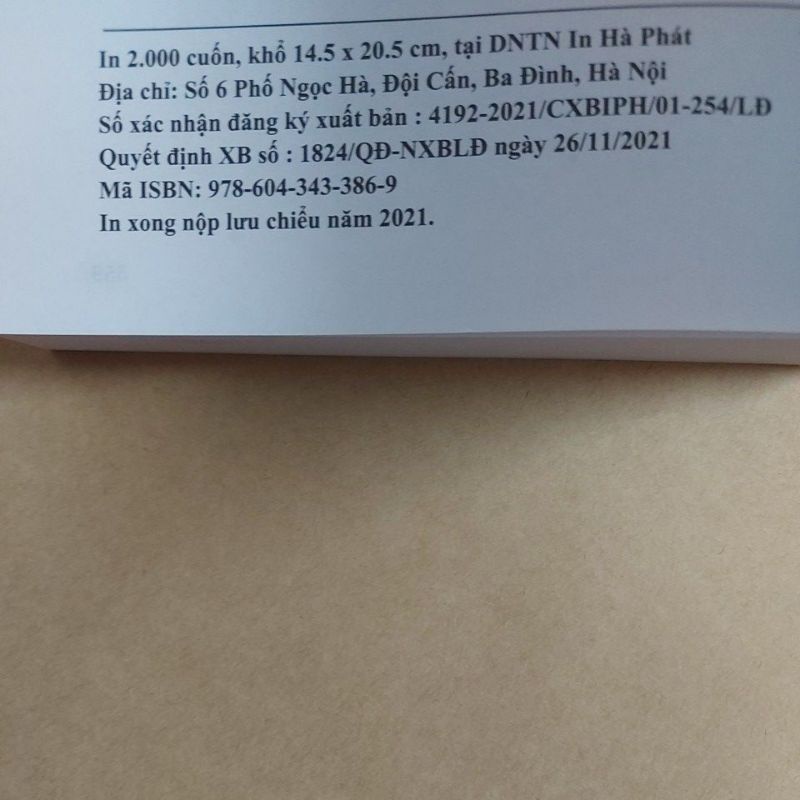 In 2.000 cuốn, khổ 14.5 x 20.5 cm, tại DNTN In Hà Phát
Địa chỉ: Số 6 Phố Ngọc Hà, Đội Cấn, Ba Đình, Hà Nội
Số xác nhận đăng ký xuất bản : 4192-2021/CXBIPH/01-254/LĐ
Quyết định XB số : 1824/QĐ-NXBLĐ ngày 26/11/2021
Mã ISBN: 978-604-343-386-9
In xong nộp lưu chiểu năm 2021.